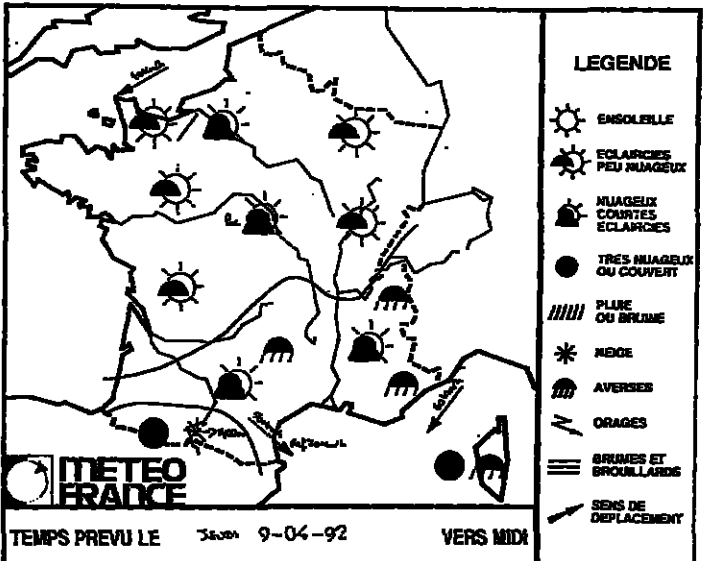 LEGENDE
ENSOLEILLE
ECLAIRCIES
PEU NUAGEUX
NUAGEUX
COURTES
ECLAIRCIES
TRES NUAGEUX
OU COUVERT
PLUIE
OU BRUINE
NEIGE
AVERSES
ORAGES
BRUMES ET
BROUILLARDS
SENS DE
DEPLACEMENT
METEO
FRANCE
TEMPS PREVU LE Jeudi 9-04-92 VERS MIDI